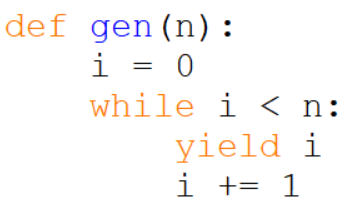 def gen(n):
    i = 0
    while i < n:
        yield i
        i += 1